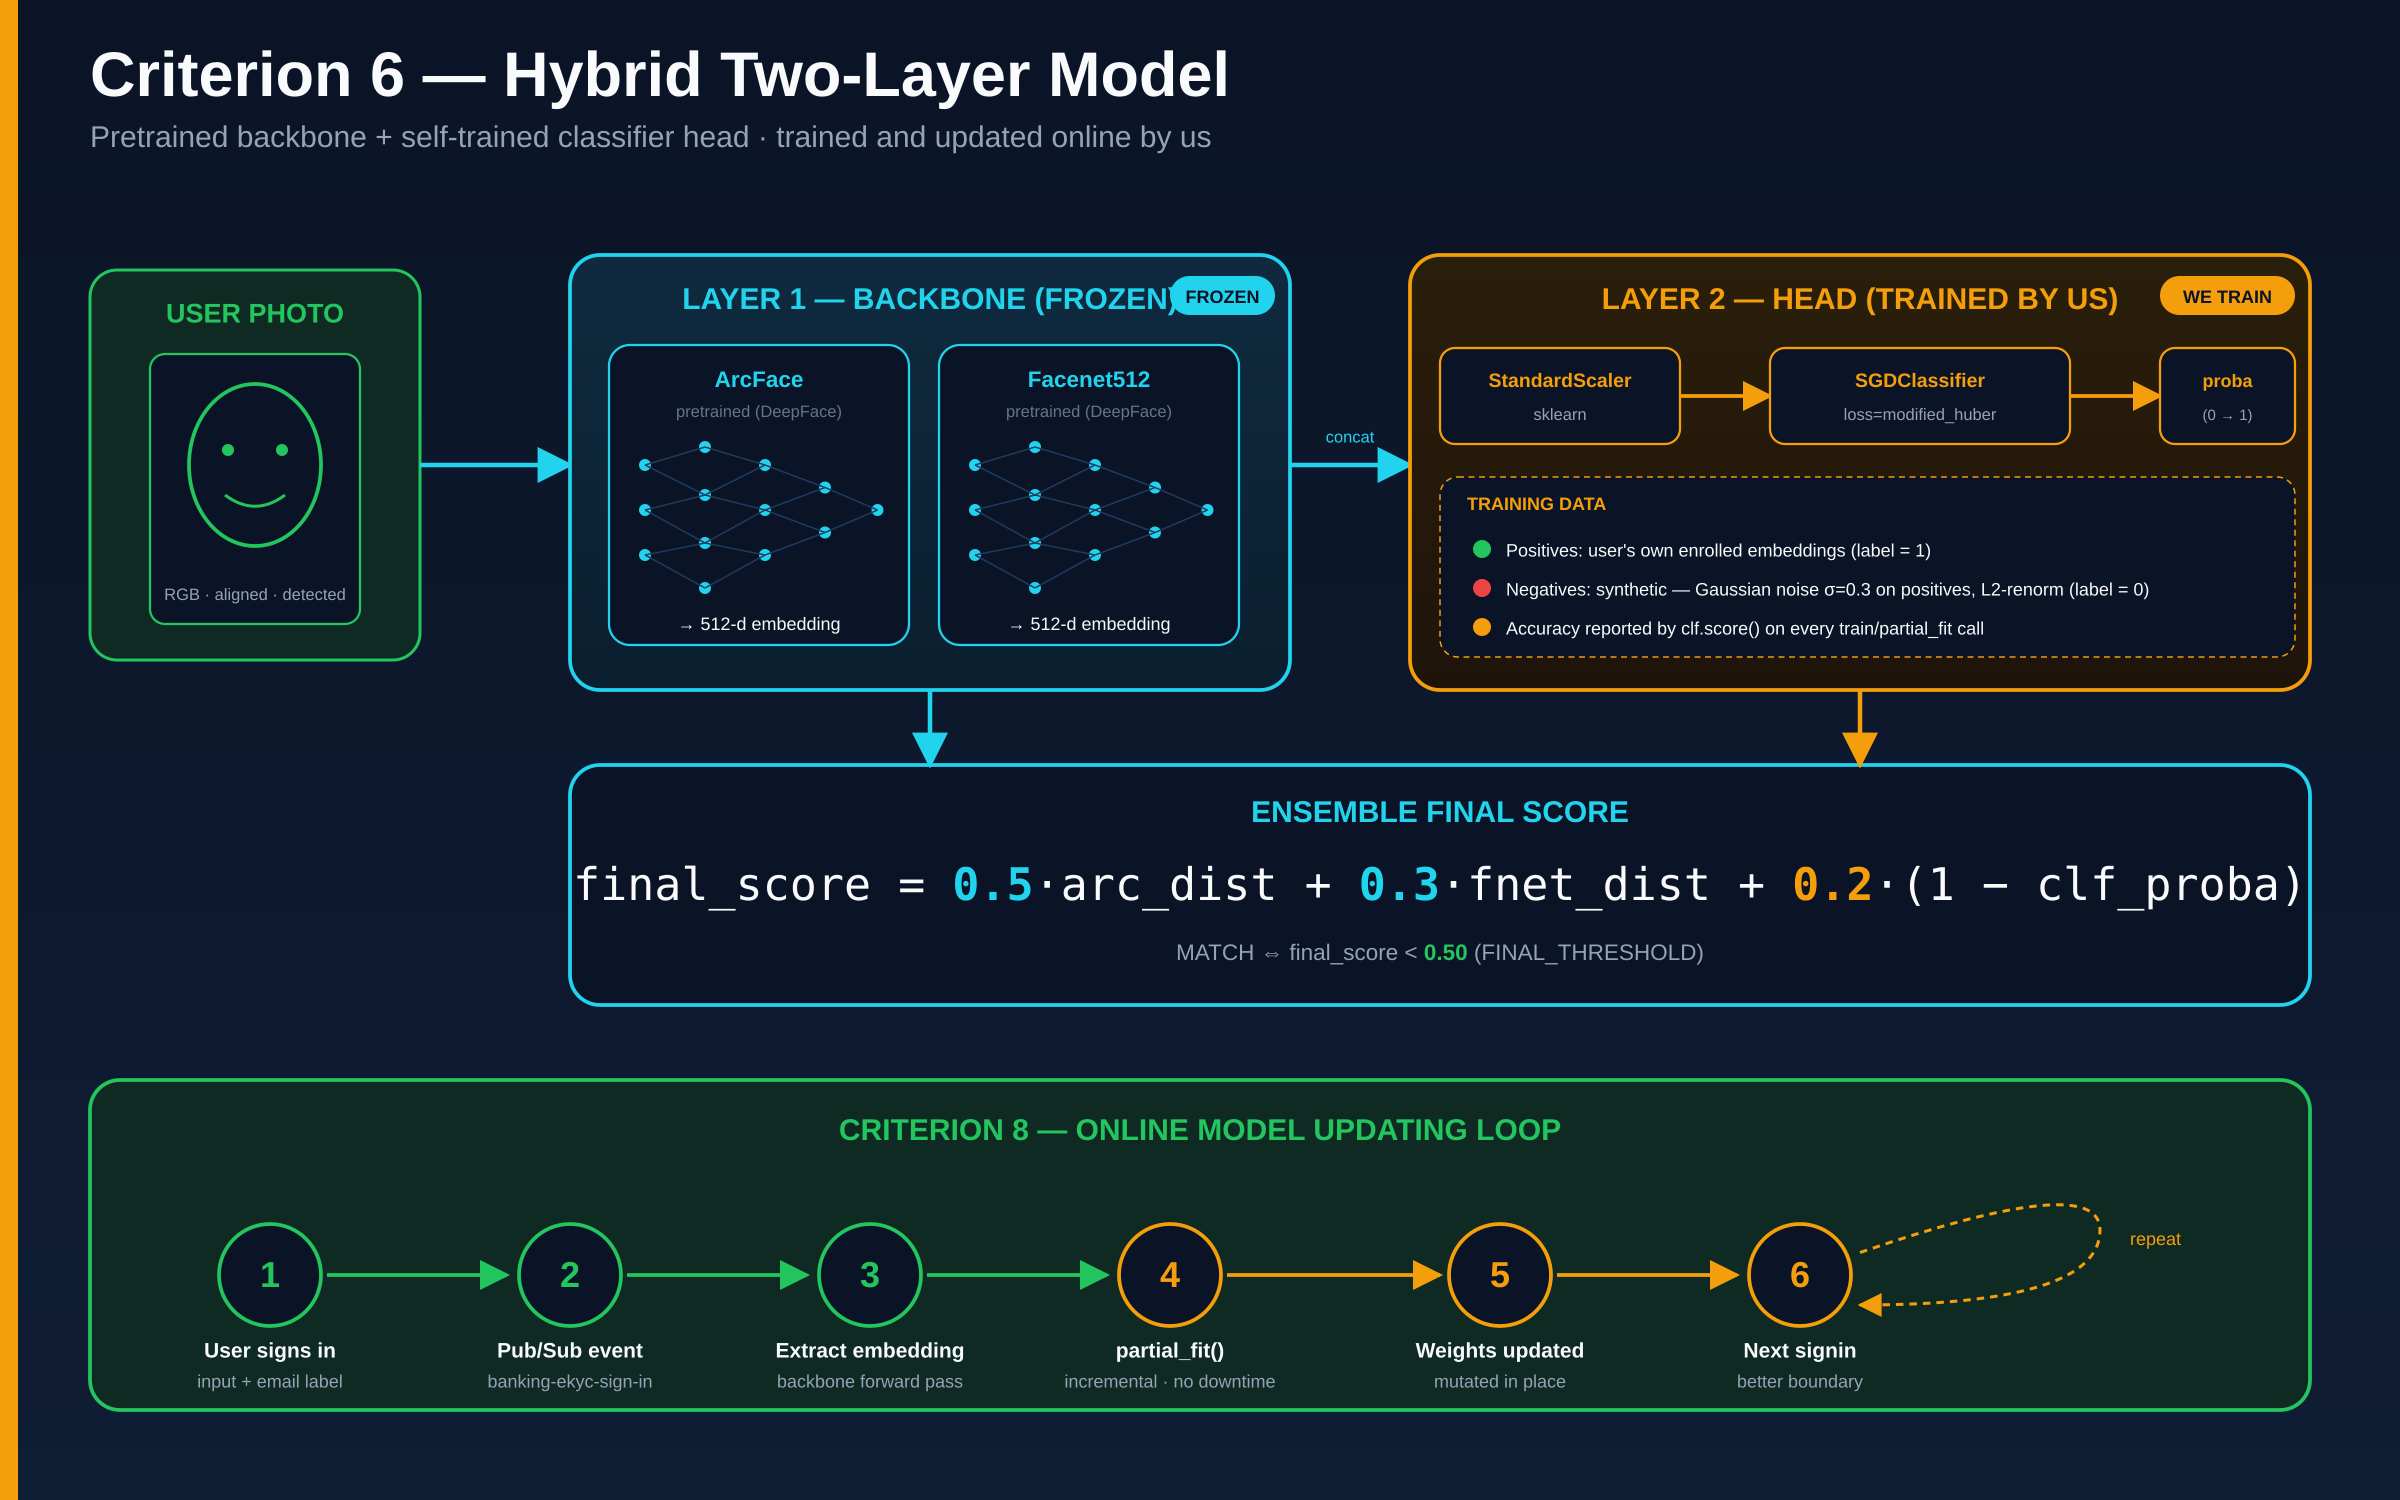 Criterion 6 — Hybrid Two-Layer Model
Pretrained backbone + self-trained classifier head · trained and updated online by us
USER PHOTO
RGB · aligned · detected
LAYER 1 — BACKBONE (FROZEN)
FROZEN
ArcFace
pretrained (DeepFace)
→ 512-d embedding
Facenet512
pretrained (DeepFace)
→ 512-d embedding
concat
LAYER 2 — HEAD (TRAINED BY US)
WE TRAIN
StandardScaler
sklearn
SGDClassifier
loss=modified_huber
proba
(0 → 1)
TRAINING DATA
Positives: user's own enrolled embeddings (label = 1)
Negatives: synthetic — Gaussian noise σ=0.3 on positives, L2-renorm (label = 0)
Accuracy reported by clf.score() on every train/partial_fit call
ENSEMBLE FINAL SCORE
final_score = 0.5·arc_dist + 0.3·fnet_dist + 0.2·(1 − clf_proba)
MATCH ⇔ final_score < 0.50 (FINAL_THRESHOLD)
CRITERION 8 — ONLINE MODEL UPDATING LOOP
1
User signs in
input + email label
2
Pub/Sub event
banking-ekyc-sign-in
3
Extract embedding
backbone forward pass
4
partial_fit()
incremental · no downtime
5
Weights updated
mutated in place
6
Next signin
better boundary
repeat